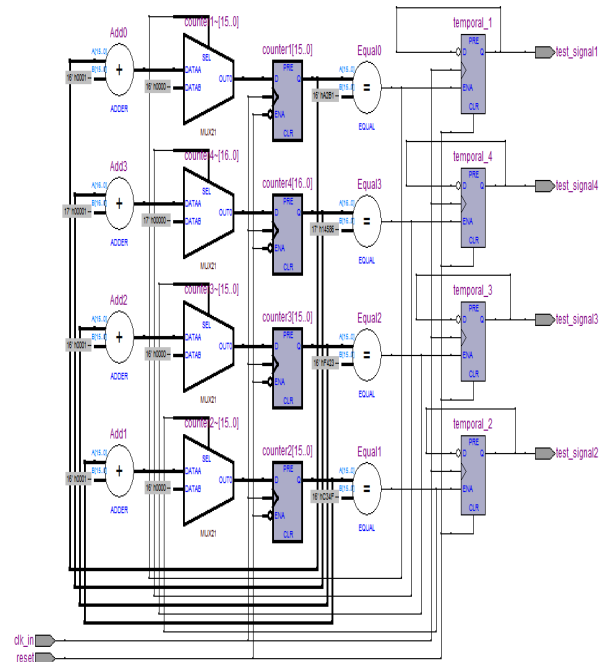 Add0
A[15..0]
B[15..0]
16' h0001 --
+
ADDER
counter1~[15..0]
SEL
DATAA
DATAB
OUT0
16' h0000 --
MUX21
counter1[15..0]
PRE
D Q
ENA
CLR
Equal0
A[15..0]
B[15..0]
16' hA2B1 --
=
EQUAL
temporal_1
PRE
D Q
ENA
CLR
test_signal1
Add3
A[16..0]
B[16..0]
17' h00001 --
+
ADDER
counter4~[16..0]
SEL
DATAA
DATAB
OUT0
17' h00000 --
MUX21
counter4[16..0]
PRE
D Q
ENA
CLR
Equal3
A[16..0]
B[16..0]
=
EQUAL
temporal_4
PRE
D Q
ENA
CLR
test_signal4
Add2
A[15..0]
B[15..0]
16' h0001 --
+
ADDER
counter3~[15..0]
SEL
DATAA
DATAB
OUT0
16' h0000 --
MUX21
counter3[15..0]
PRE
D Q
ENA
CLR
Equal2
A[15..0]
B[15..0]
16' hF423 --
=
EQUAL
temporal_3
PRE
D Q
ENA
CLR
test_signal3
Add1
A[15..0]
B[15..0]
16' h0001 --
+
ADDER
counter2~[15..0]
SEL
DATAA
DATAB
OUT0
16' h0000 --
MUX21
counter2[15..0]
PRE
D Q
ENA
CLR
Equal1
A[15..0]
B[15..0]
16' hC34F --
=
EQUAL
temporal_2
PRE
D Q
ENA
CLR
test_signal2
clk_in
reset